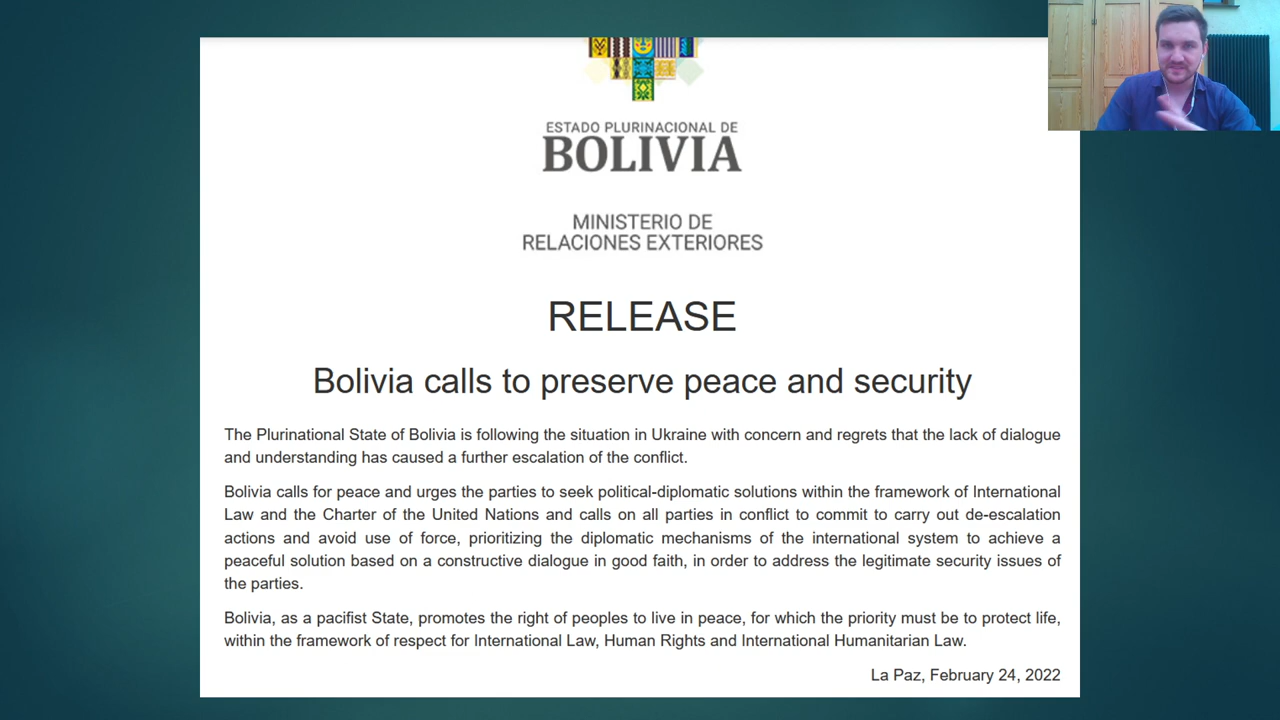 ESTADO PLURINACIONAL DE
BOLIVIA
MINISTERIO DE
RELACIONES EXTERIORES
RELEASE
Bolivia calls to preserve peace and security
The Plurinational State of Bolivia is following the situation in Ukraine with concern and regrets that the lack of dialogue
and understanding has caused a further escalation of the conflict.
Bolivia calls for peace and urges the parties to seek political-diplomatic solutions within the framework of International
Law and the Charter of the United Nations and calls on all parties in conflict to commit to carry out de-escalation
actions and avoid use of force, prioritizing the diplomatic mechanisms of the international system to achieve a
peaceful solution based on a constructive dialogue in good faith, in order to address the legitimate security issues of
the parties.
Bolivia, as a pacifist State, promotes the right of peoples to live in peace, for which the priority must be to protect life,
within the framework of respect for International Law, Human Rights and International Humanitarian Law.
La Paz, February 24, 2022